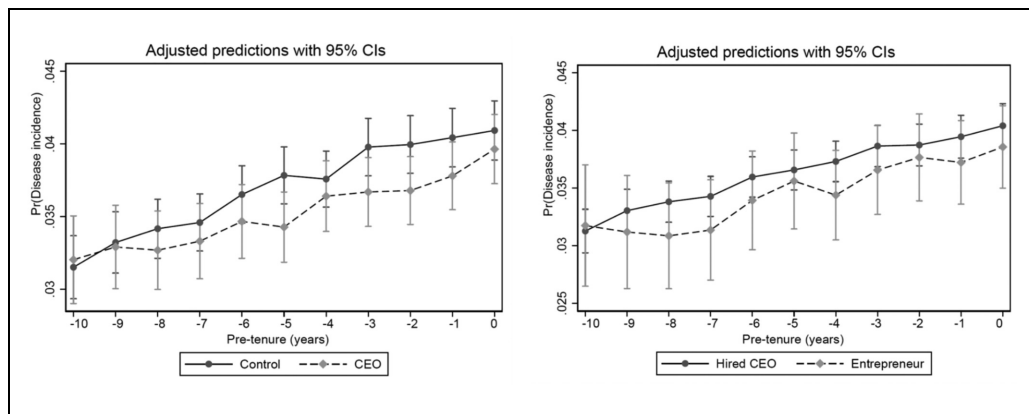 Adjusted predictions with 95% CIs
Pr(Disease incidence)
.045
.04
.035
.03
-10 -9 -8 -7 -6 -5 -4 -3 -2 -1 0
Pre-tenure (years)
Control CEO
Adjusted predictions with 95% CIs
Pr(Disease incidence)
.045
.04
.035
.03
.025
-10 -9 -8 -7 -6 -5 -4 -3 -2 -1 0
Pre-tenure (years)
Hired CEO Entrepreneur